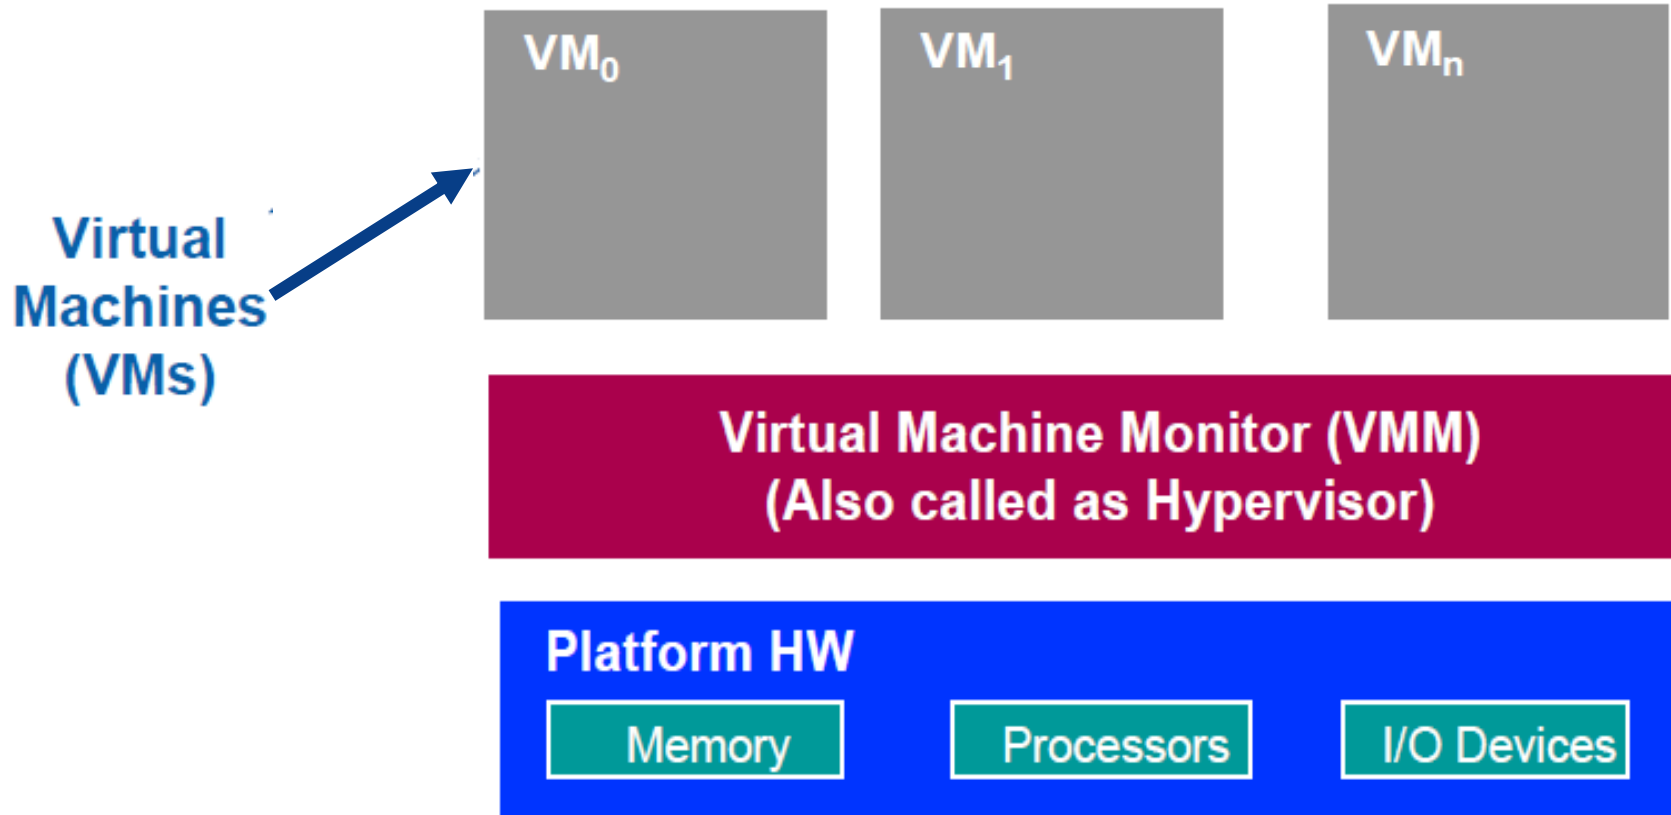 VM₀
VM₁
VMₙ
Virtual
Machines
(VMs)
Virtual Machine Monitor (VMM)
(Also called as Hypervisor)
Platform HW
Memory
Processors
I/O Devices